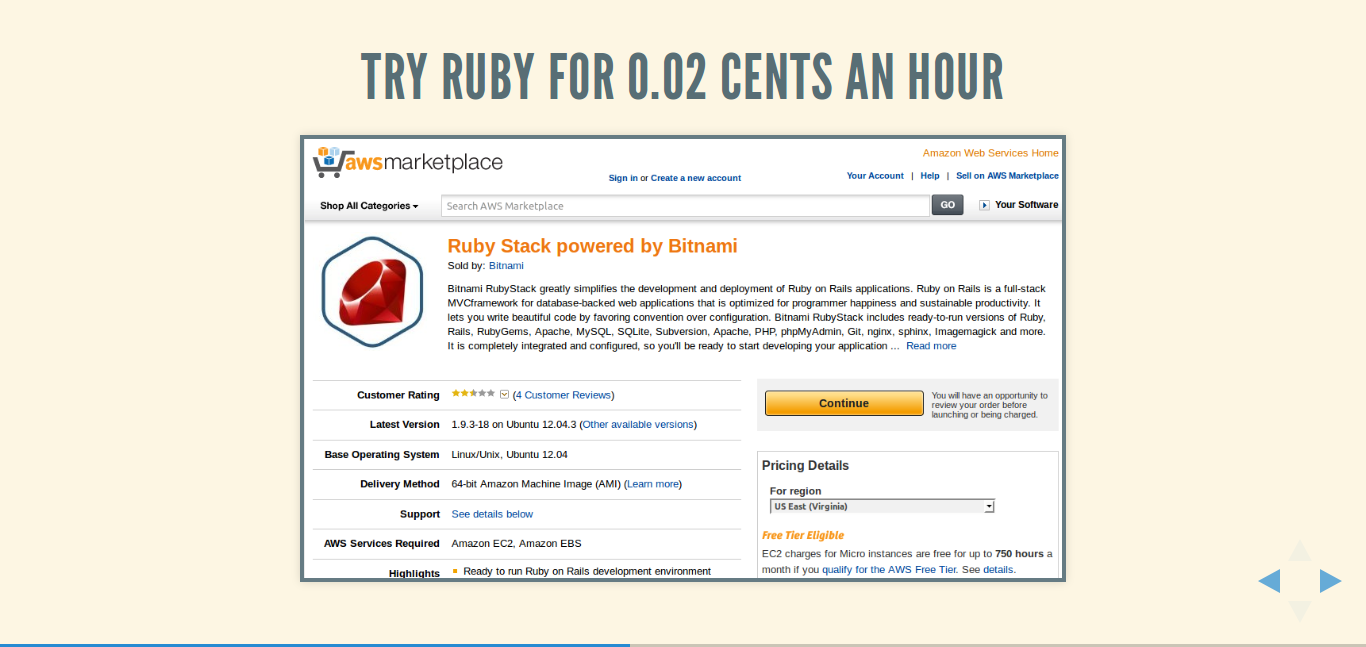 TRY RUBY FOR 0.02 CENTS AN HOUR
awsmarketplace
Amazon Web Services Home
Sign in or Create a new account
Your Account | Help | Sell on AWS Marketplace
Shop All Categories
Search AWS Marketplace
GO
Your Software
Ruby Stack powered by Bitnami
Sold by: Bitnami
Bitnami RubyStack greatly simplifies the development and deployment of Ruby on Rails applications. Ruby on Rails is a full-stack
MVCframework for database-backed web applications that is optimized for programmer happiness and sustainable productivity. It
lets you write beautiful code by favoring convention over configuration. Bitnami RubyStack includes ready-to-run versions of Ruby,
Rails, RubyGems, Apache, MySQL, SQLite, Subversion, Apache, PHP, phpMyAdmin, Git, nginx, sphinx, Imagemagick and more.
It is completely integrated and configured, so you'll be ready to start developing your application ... Read more
Customer Rating (4 Customer Reviews)
Latest Version 1.9.3-18 on Ubuntu 12.04.3 (Other available versions)
Base Operating System Linux/Unix, Ubuntu 12.04
Delivery Method 64-bit Amazon Machine Image (AMI) (Learn more)
Support See details below
AWS Services Required Amazon EC2, Amazon EBS
Highlights Ready to run Ruby on Rails development environment
Continue
You will have an opportunity to
review your order before
launching or being charged.
Pricing Details
For region
US East (Virginia)
Free Tier Eligible
EC2 charges for Micro instances are free for up to 750 hours a
month if you qualify for the AWS Free Tier. See details.